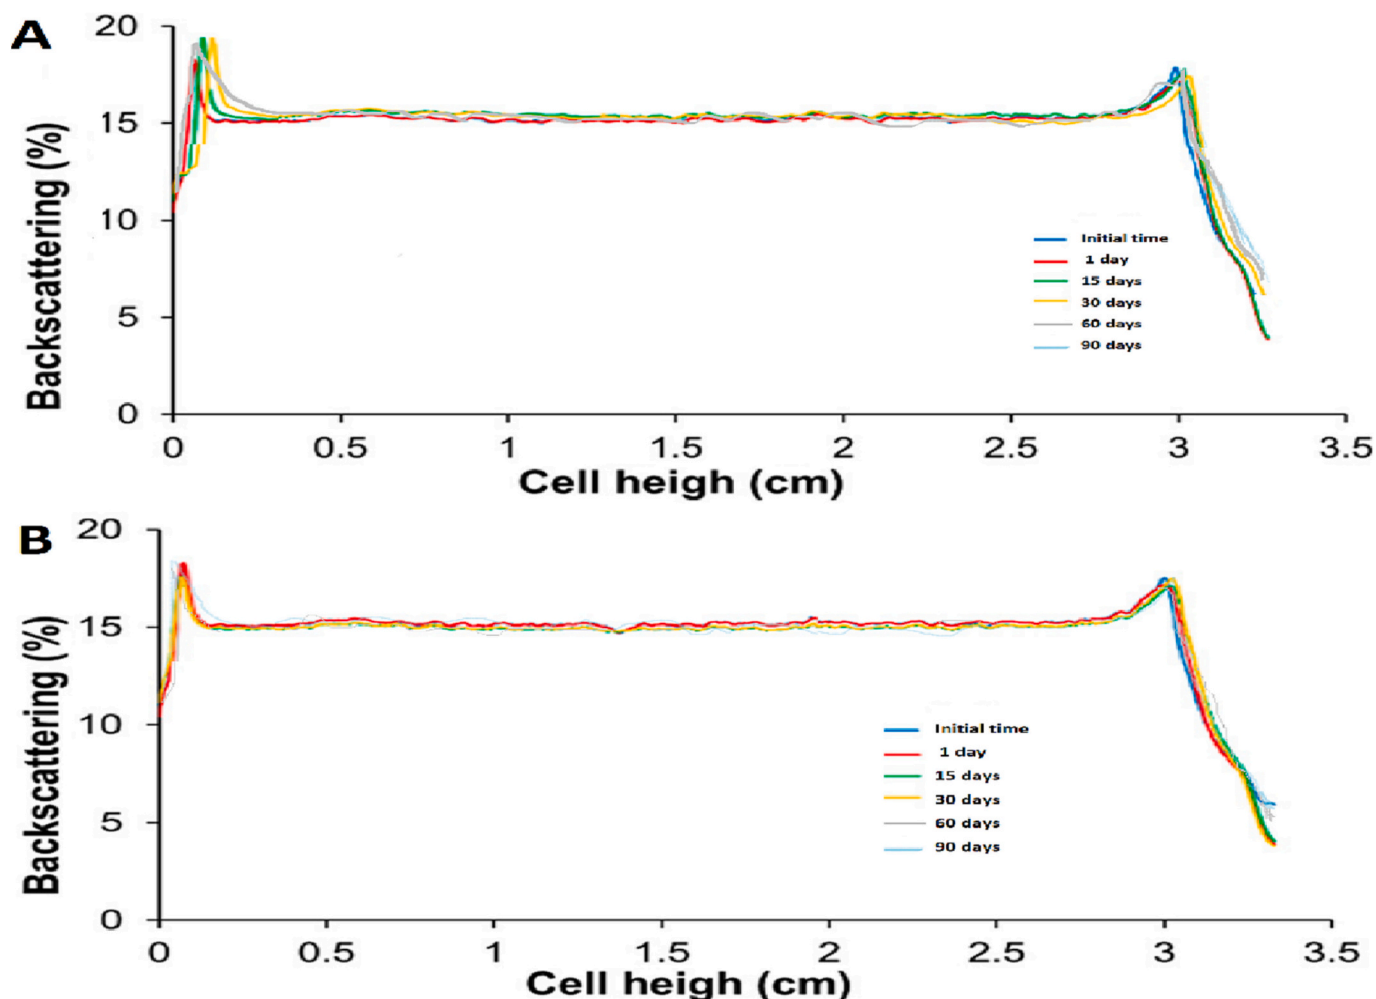 A
20
15
10
5
0
Backscattering (%)
Initial time
1 day
15 days
30 days
60 days
90 days
0 0.5 1 1.5 2 2.5 3 3.5
Cell heigh (cm)
B
20
15
10
5
0
Backscattering (%)
Initial time
1 day
15 days
30 days
60 days
90 days
0 0.5 1 1.5 2 2.5 3 3.5
Cell heigh (cm)